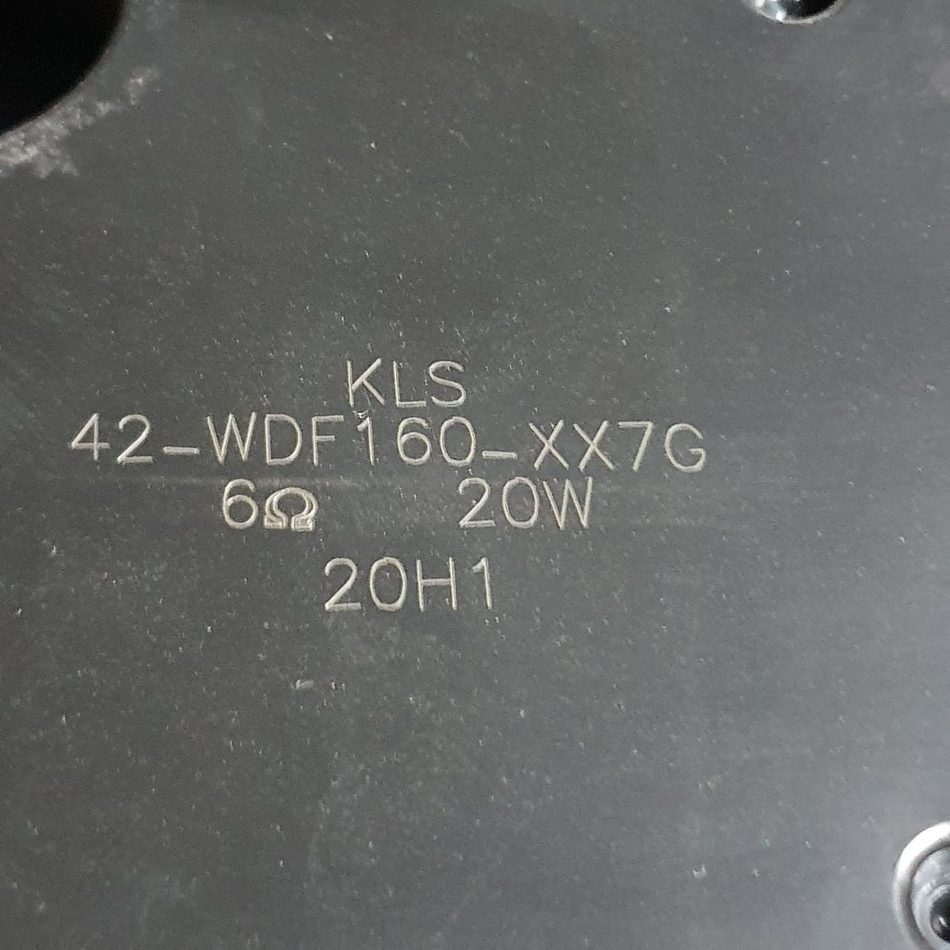 KLS
42-WDF160-XX7G
6Ω 20W
20H1